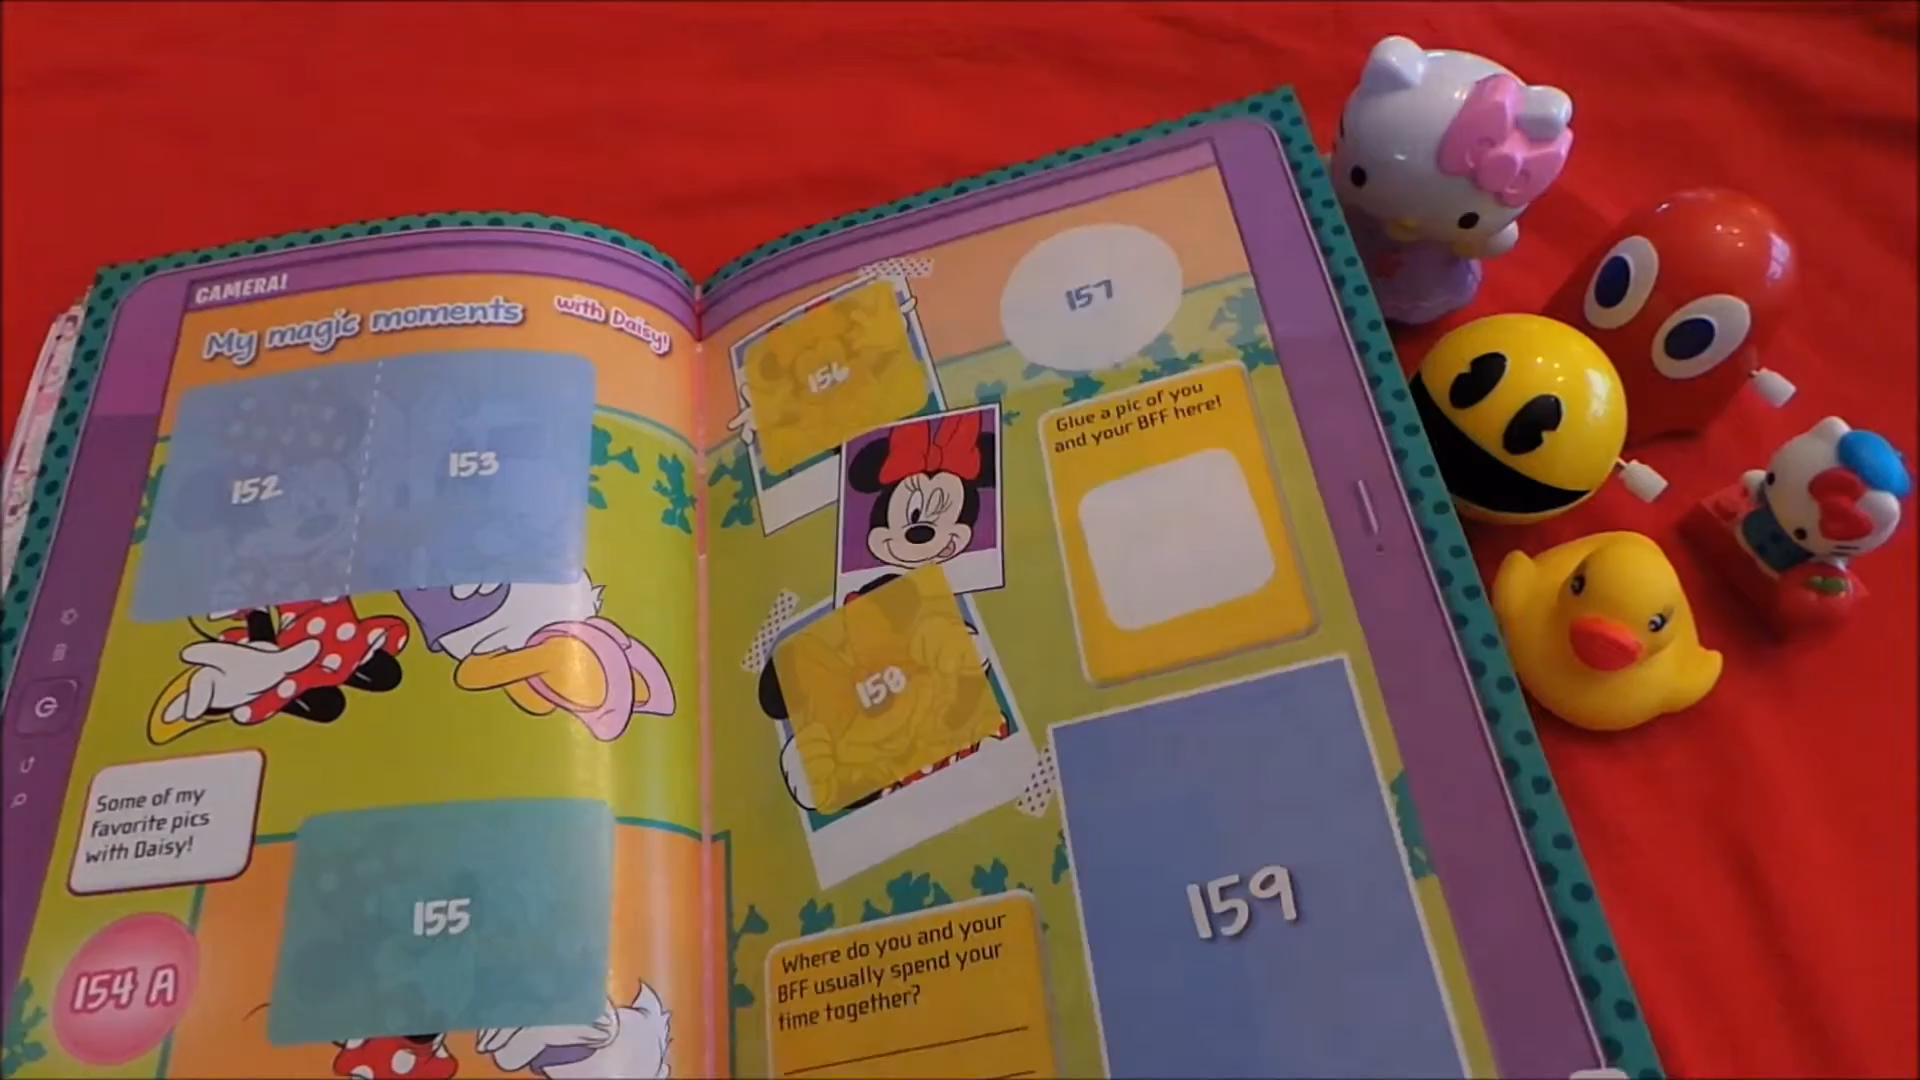 CAMERA!
My magic moments
with Daisy!
152
153
Some of my
favorite pics
with Daisy!
155
154 A
156
157
Glue a pic of you
and your BFF here!
158
159
Where do you and your
BFF usually spend your
time together?